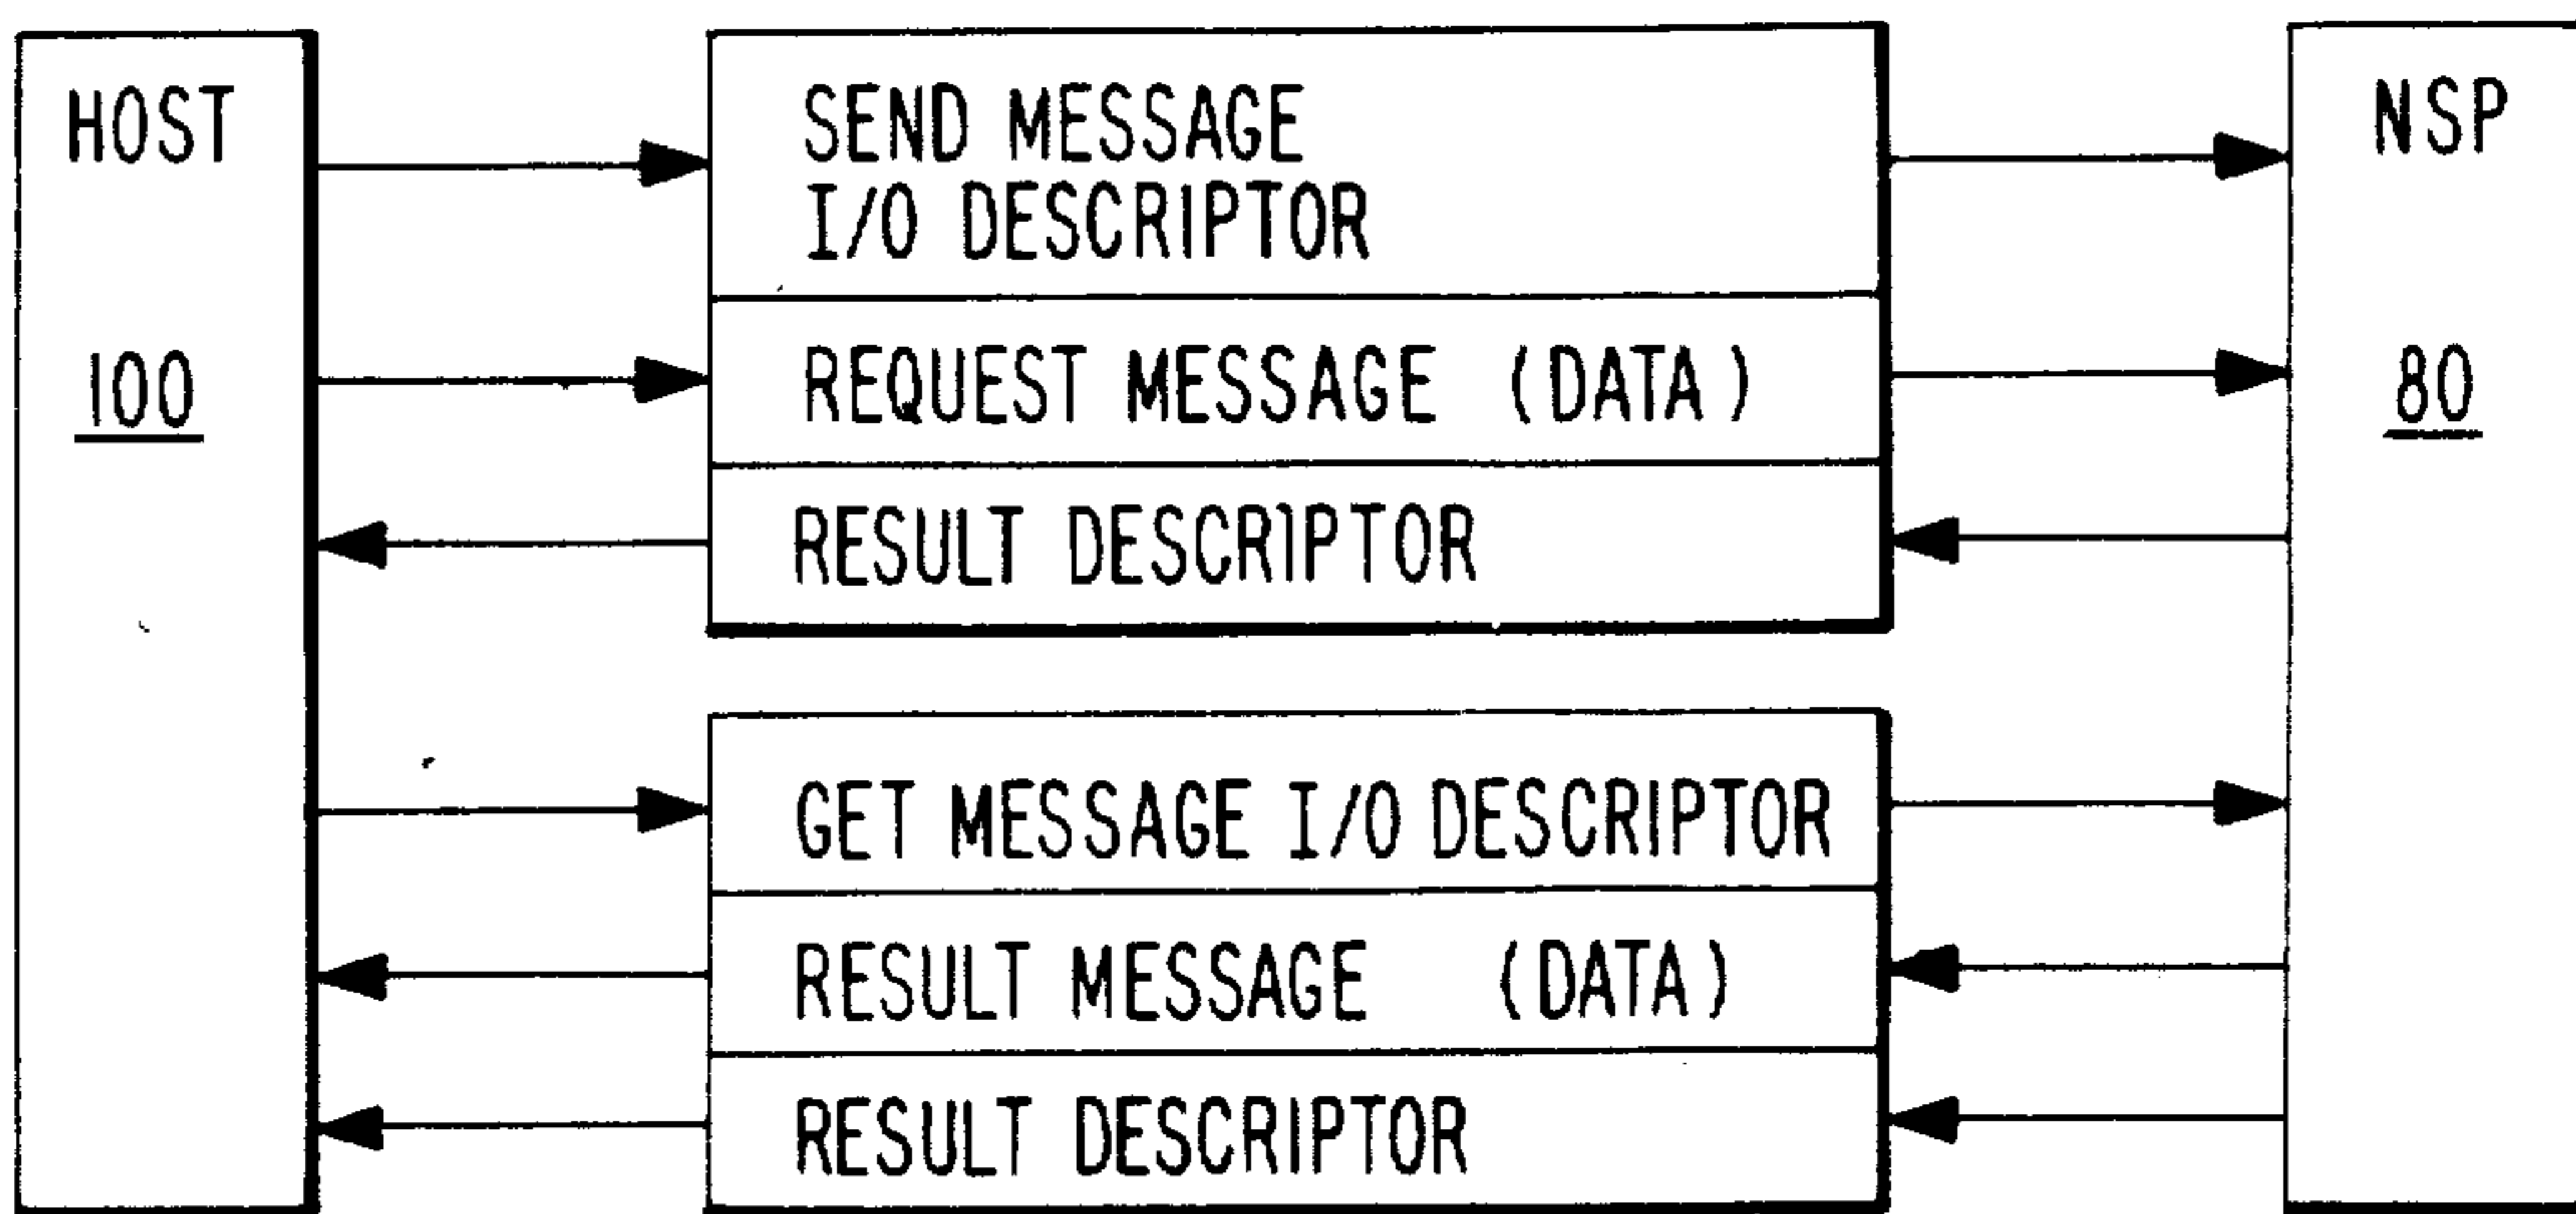 HOST
100
SEND MESSAGE
I/O DESCRIPTOR
REQUEST MESSAGE (DATA)
RESULT DESCRIPTOR
GET MESSAGE I/O DESCRIPTOR
RESULT MESSAGE (DATA)
RESULT DESCRIPTOR
NSP
80